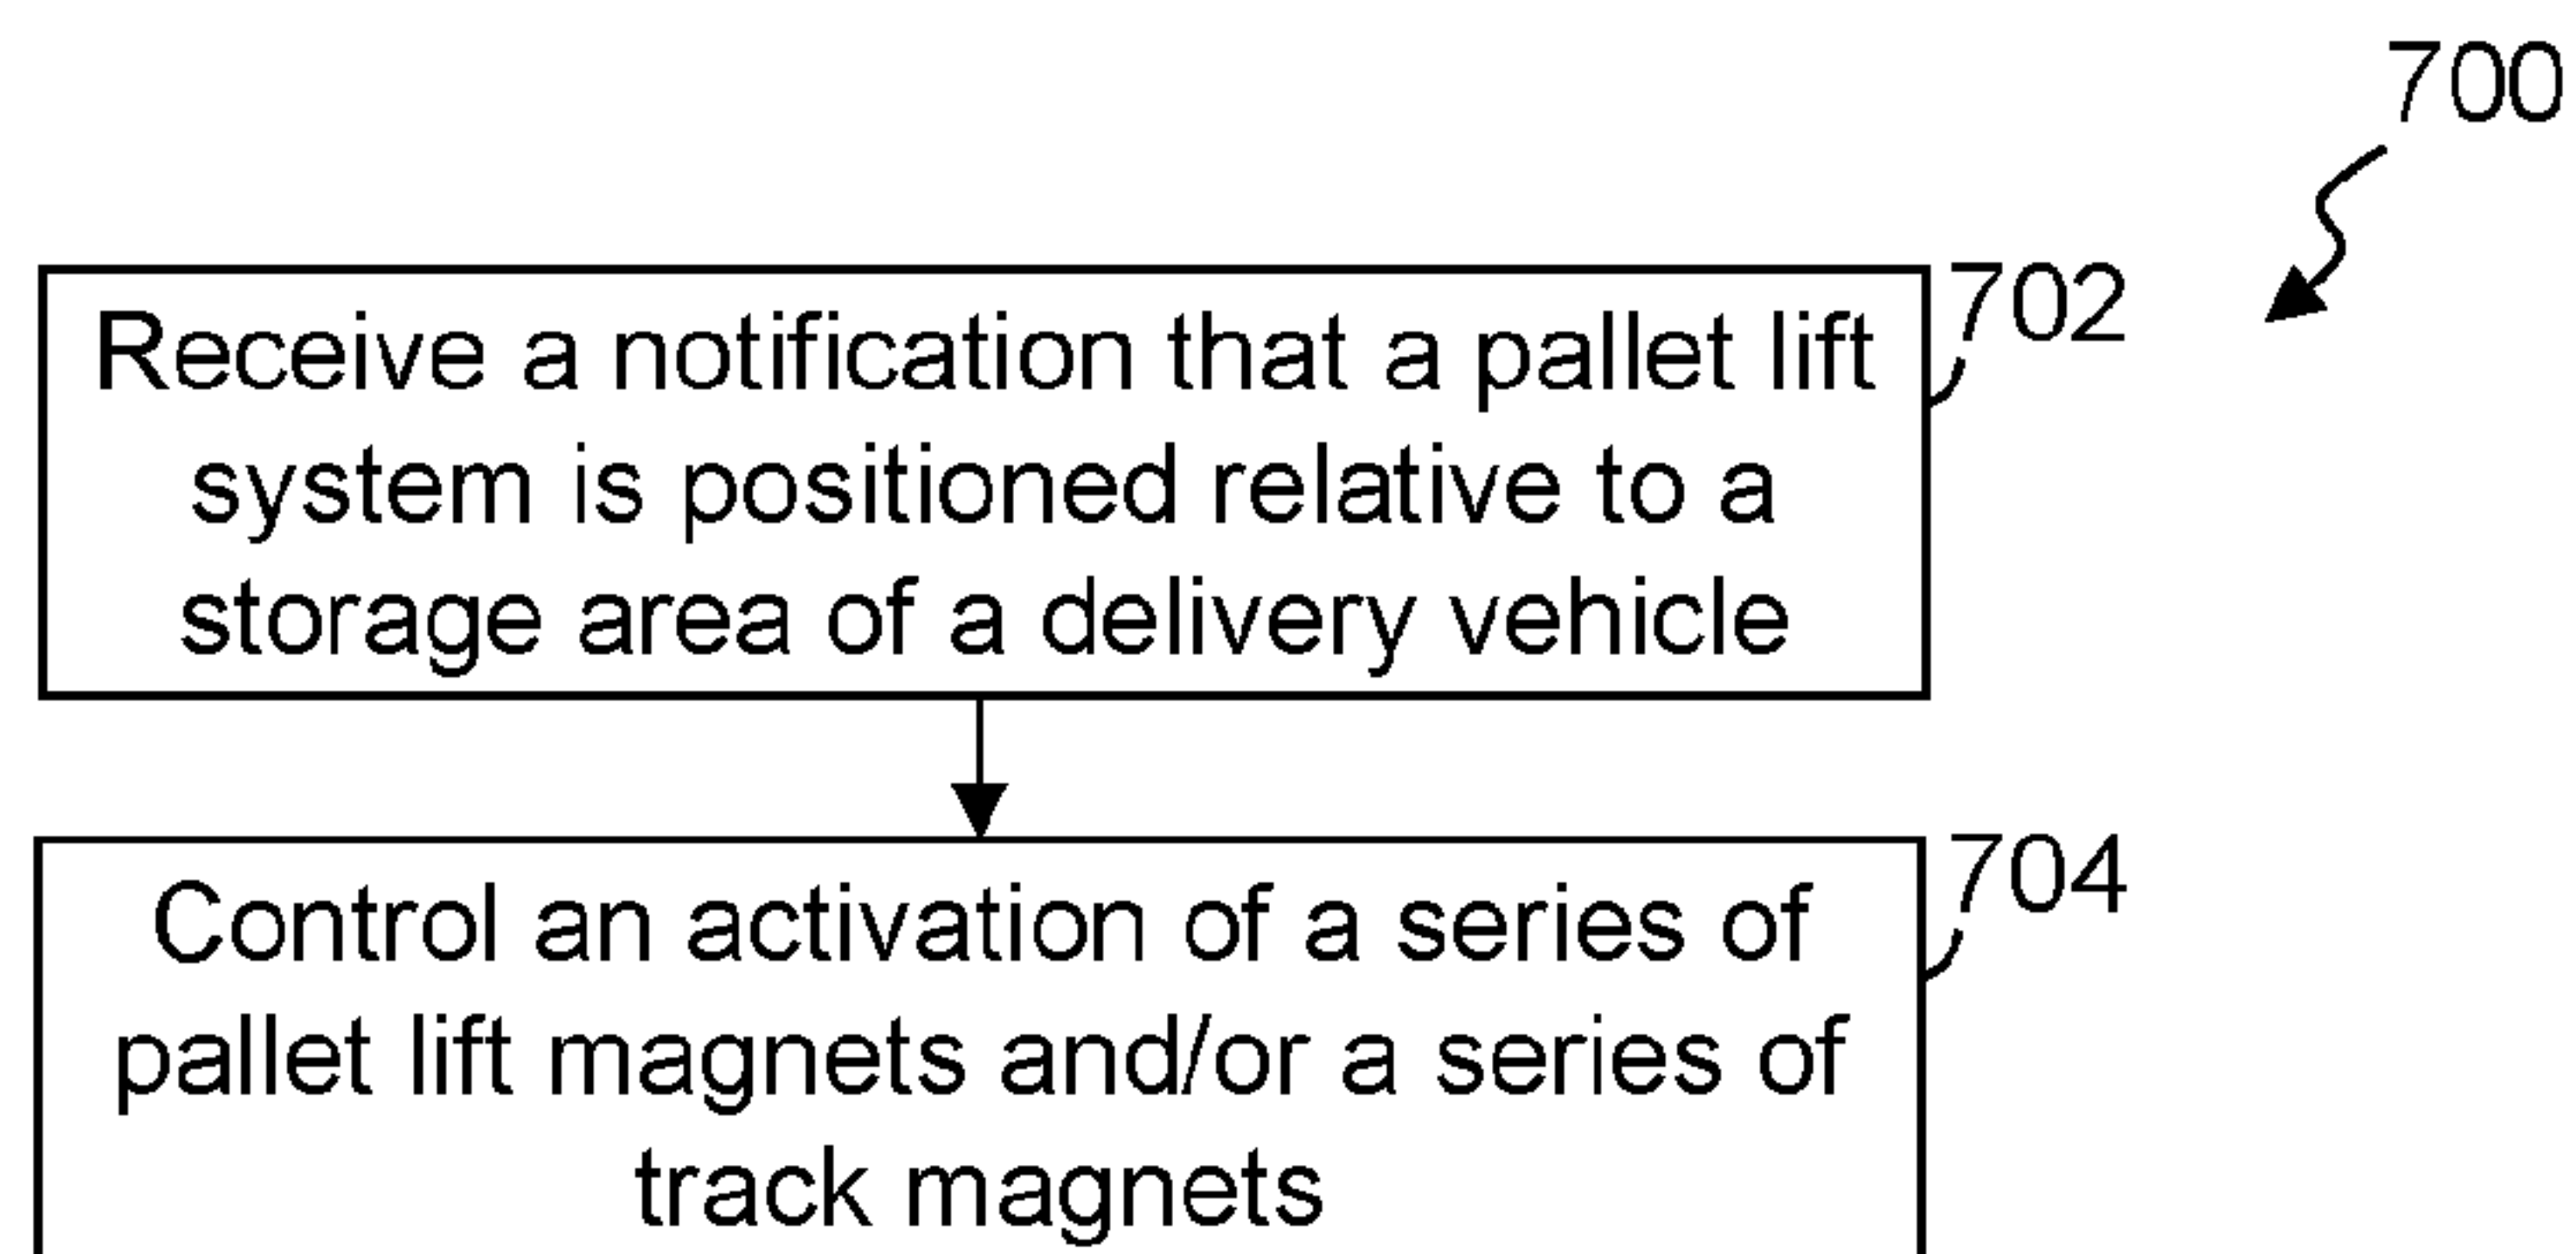 700
702
Receive a notification that a pallet lift
system is positioned relative to a
storage area of a delivery vehicle
704
Control an activation of a series of
pallet lift magnets and/or a series of
track magnets